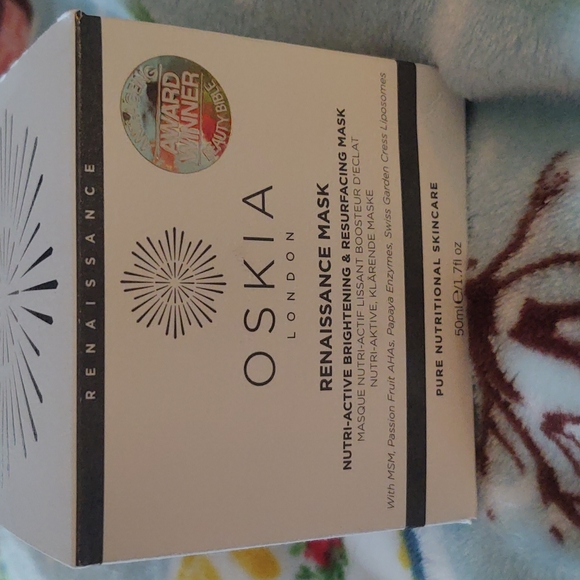 RENAISSANCE
AWARD
WINNER
BEAUTY BIBLE
OSKIA
LONDON
RENAISSANCE MASK
NUTRI-ACTIVE BRIGHTENING & RESURFACING MASK
MASQUE NUTRI-ACTIF LISSANT BOOSTEUR D'ECLAT
NUTRI-AKTIVE, KLÄRENDE MASKE
With MSM, Passion Fruit AHAs, Papaya Enzymes, Swiss Garden Cress Liposomes
PURE NUTRITIONAL SKINCARE
50ml℮/1.7fl oz